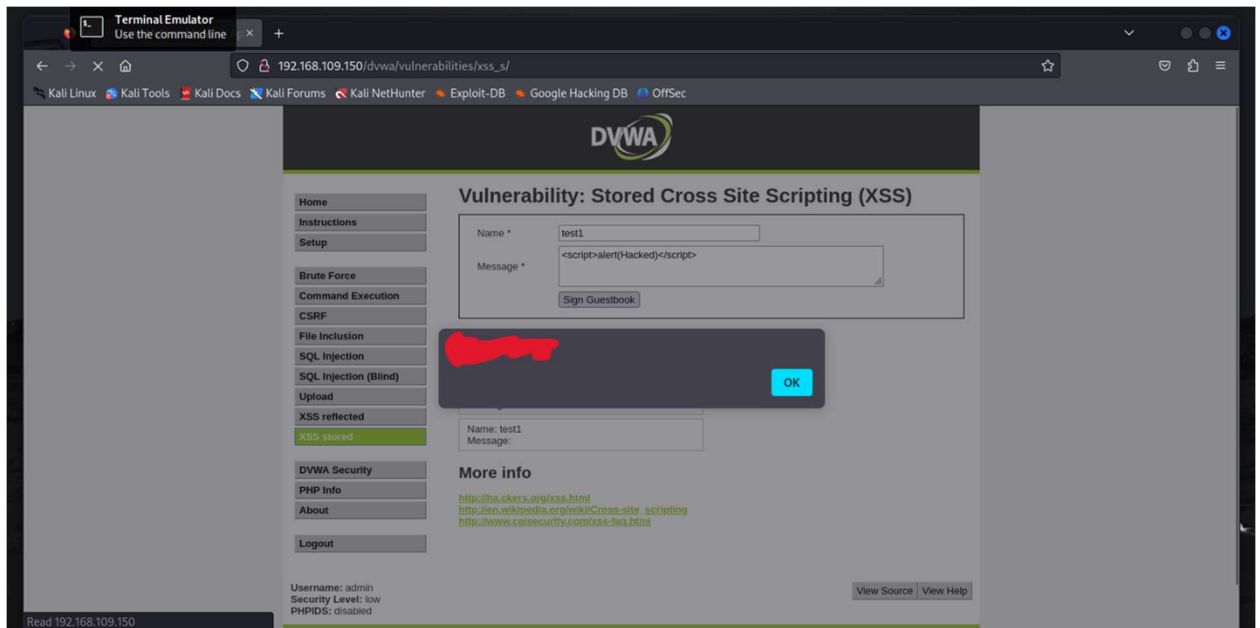 Terminal Emulator
Use the command line
192.168.109.150/dvwa/vulnerabilities/xss_s/
Kali Linux Kali Tools Kali Docs Kali Forums Kali NetHunter Exploit-DB Google Hacking DB OffSec
DVWA
Vulnerability: Stored Cross Site Scripting (XSS)
Home
Instructions
Setup
Brute Force
Command Execution
CSRF
File Inclusion
SQL Injection
SQL Injection (Blind)
Upload
XSS reflected
XSS stored
DVWA Security
PHP Info
About
Logout
Name * test1
Message * <script>alert(Hacked)</script>
Sign Guestbook
OK
Name: test1
Message:
More info
http://ha.ckers.org/xss.html
http://en.wikipedia.org/wiki/Cross-site_scripting
http://www.cgisecurity.com/xss-faq.html
Username: admin
Security Level: low
PHPIDS: disabled
View Source View Help
Read 192.168.109.150